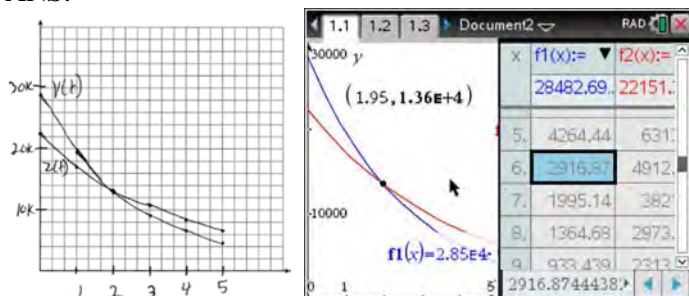 30K
y(t)
20K
z(t)
10K
1 2 3 4 5
1.1 1.2 1.3 Document2 RAD
30000 y
(1.95, 1.36E+4)
10000
f1(x)=2.85E4·
0 1 5
x f1(x):= ▼ f2(x):=
28482.69.. 22151.
5. 4264.44 631
6. 2916.87 4912.
7. 1995.14 382
8. 1364.68 2973.
9. 933.439 2313.
2916.8744438